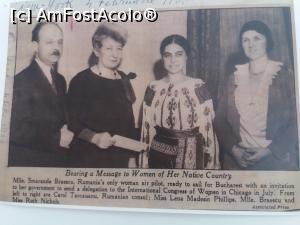 © AmFostAcolo®
Bearing a Message to Women of Her Native Country.
Mlle. Smaranda Braescu, Rumania's only woman air pilot, ready to sail for Bucharest with an invitation
to her government to send a delegation to the International Congress of Women in Chicago in July. From
left to right are Carol Tarcauanu, Rumanian consul; Miss Lena Madesin Phillips, Mlle. Braescu and
Miss Ruth Nichols.
Associated Press